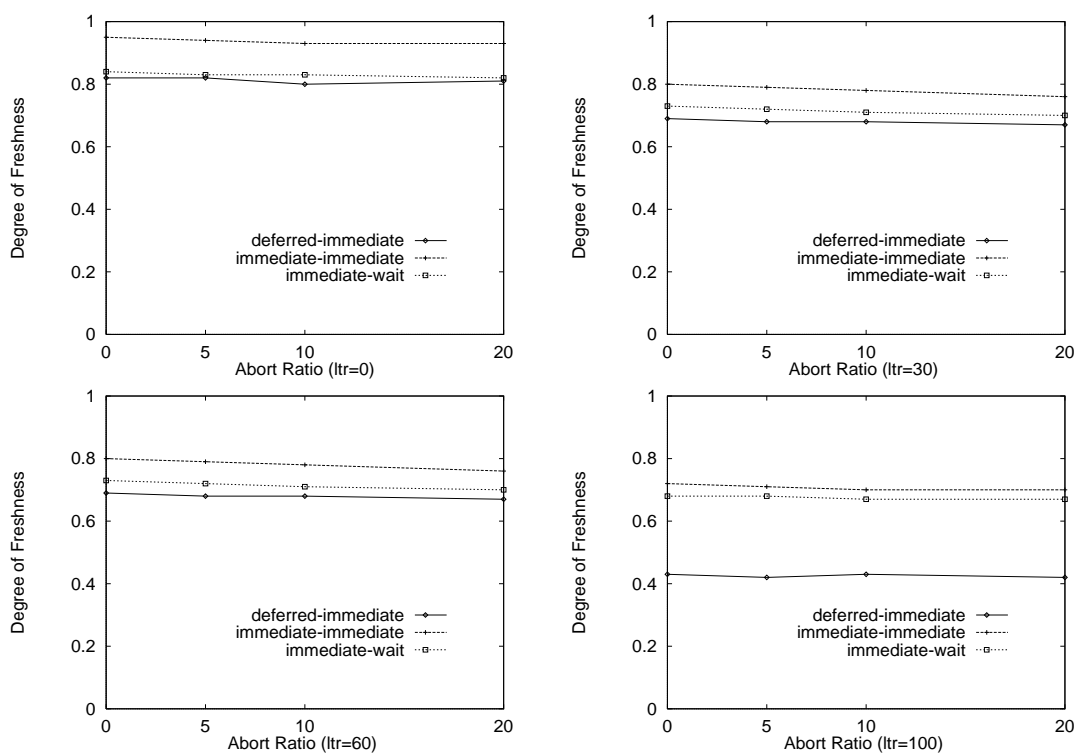 1
0.8
0.6
0.4
0.2
0
Degree of Freshness
deferred-immediate
immediate-immediate
immediate-wait
0 5 10 20
Abort Ratio (ltr=0)
1
0.8
0.6
0.4
0.2
0
Degree of Freshness
deferred-immediate
immediate-immediate
immediate-wait
0 5 10 20
Abort Ratio (ltr=30)
1
0.8
0.6
0.4
0.2
0
Degree of Freshness
deferred-immediate
immediate-immediate
immediate-wait
0 5 10 20
Abort Ratio (ltr=60)
1
0.8
0.6
0.4
0.2
0
Degree of Freshness
deferred-immediate
immediate-immediate
immediate-wait
0 5 10 20
Abort Ratio (ltr=100)